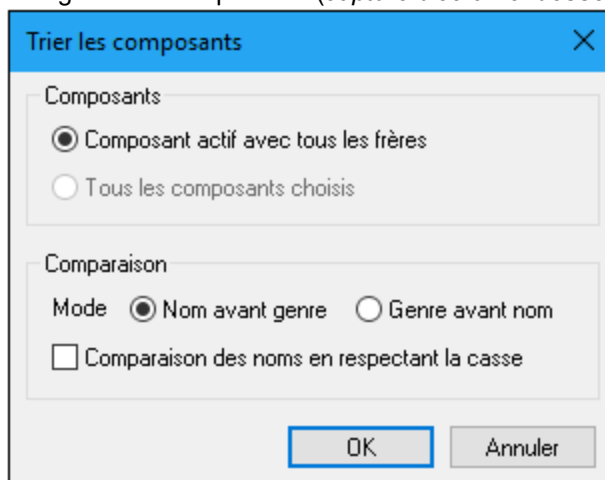 Trier les composants
Composants
Composant actif avec tous les frères
Tous les composants choisis
Comparaison
Mode Nom avant genre Genre avant nom
Comparaison des noms en respectant la casse
OK Annuler